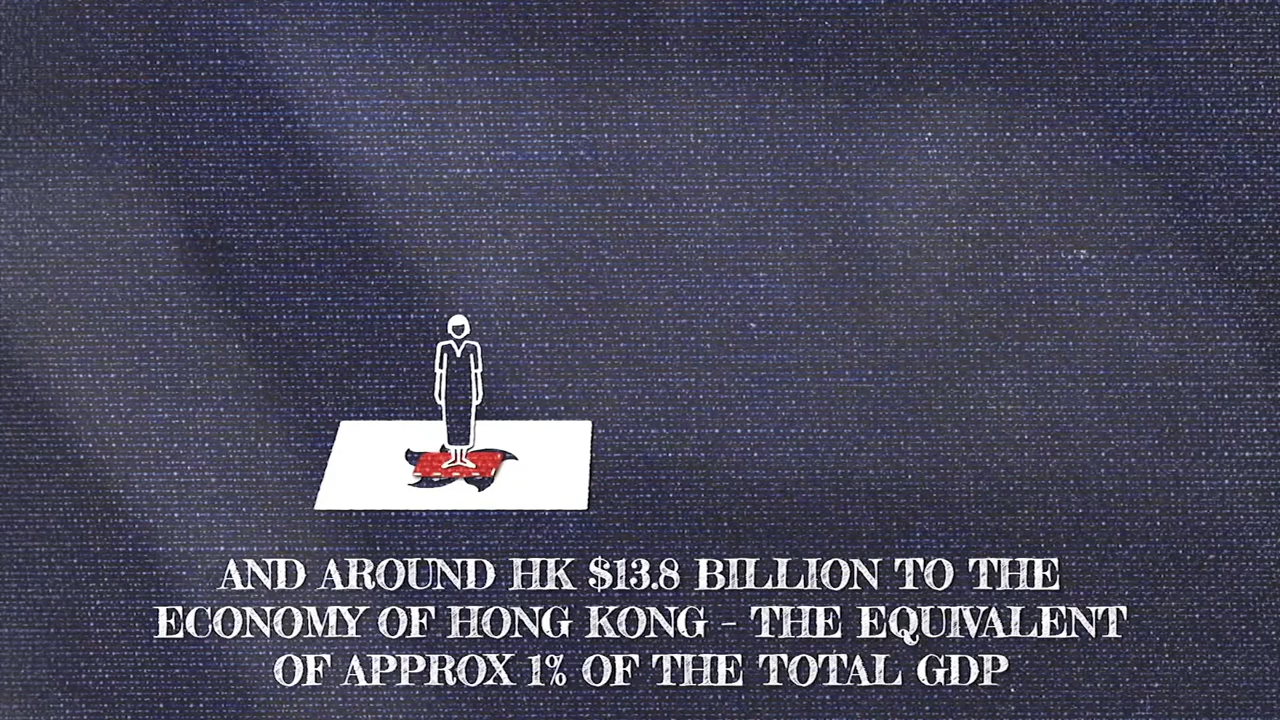 AND AROUND HK $13.8 BILLION TO THE
ECONOMY OF HONG KONG - THE EQUIVALENT
OF APPROX 1% OF THE TOTAL GDP